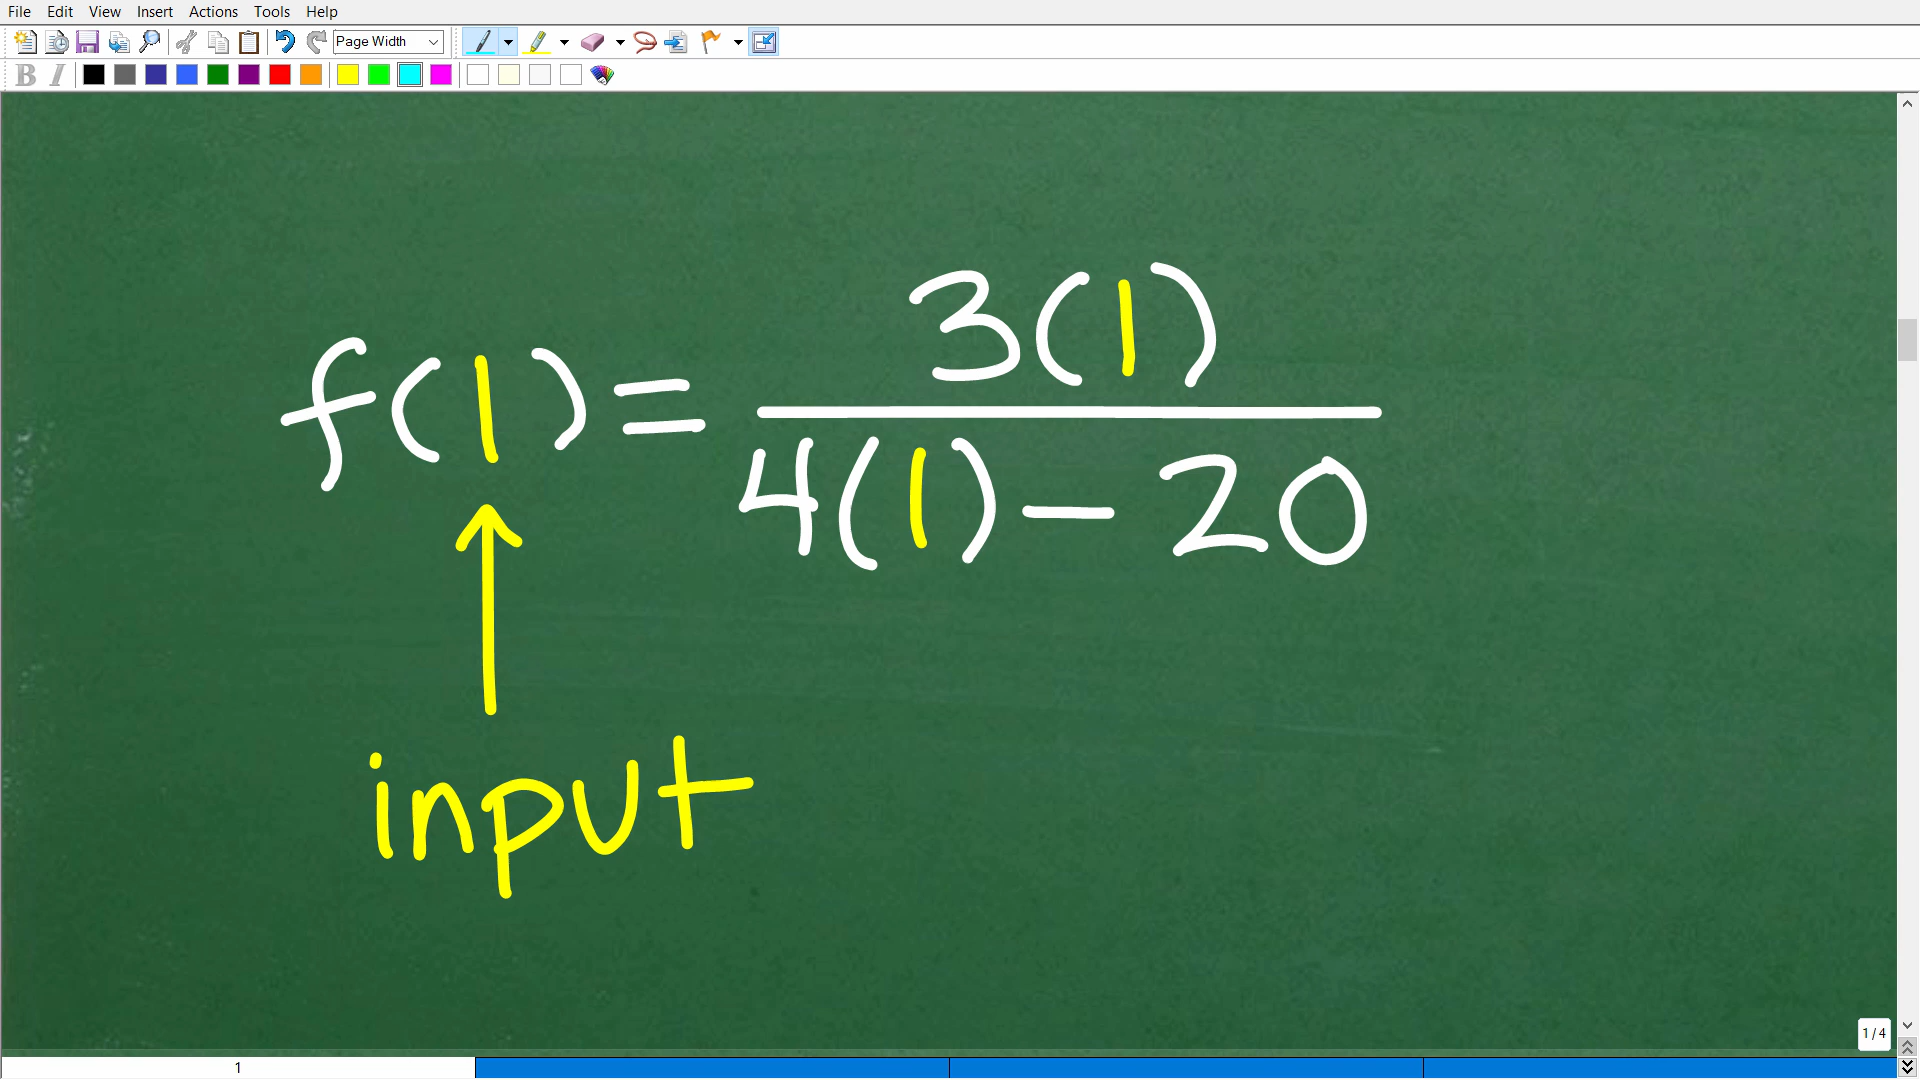 File Edit View Insert Actions Tools Help
Page Width
B I
f(1) = 3(1) / 4(1) - 20
input
1/4
1